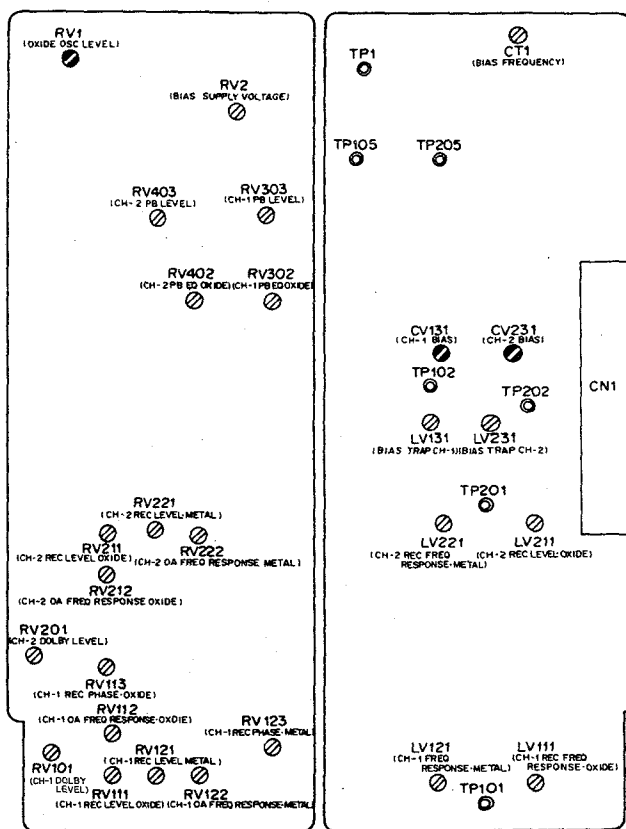 RV1
(OXIDE OSC LEVEL)
RV2
(BIAS SUPPLY VOLTAGE)
RV403
(CH-2 PB LEVEL)
RV303
(CH-1 PB LEVEL)
RV402
(CH-2 PB EQ OXIDE)
RV302
(CH-1 PB EQ OXIDE)
RV221
(CH-2 REC LEVEL-METAL)
RV211
(CH-2 REC LEVEL OXIDE)
RV222
(CH-2 OA FREQ RESPONSE METAL)
RV212
(CH-2 OA FREQ RESPONSE OXIDE)
RV201
(CH-2 DOLBY LEVEL)
RV113
(CH-1 REC PHASE-OXIDE)
RV112
(CH-1 OA FREQ RESPONSE-OXDIE)
RV123
(CH-1 REC PHASE-METAL)
RV121
(CH-1 REC LEVEL METAL)
RV101
(CH-1 DOLBY
LEVEL)
RV111
(CH-1 REC LEVEL OXIDE)
RV122
(CH-1 OA FREQ RESPONSE-METAL)
CT1
(BIAS FREQUENCY)
TP1
TP105
TP205
CV131
(CH-1 BIAS)
CV231
(CH-2 BIAS)
TP102
TP202
CN1
LV131
(BIAS TRAP CH-1)
LV231
(BIAS TRAP CH-2)
TP201
LV221
(CH-2 REC FREQ
RESPONSE-METAL)
LV211
(CH-2 REC LEVEL-OXIDE)
LV121
(CH-1 FREQ
RESPONSE-METAL)
LV111
(CH-1 REC FREQ
RESPONSE-OXIDE)
TP101